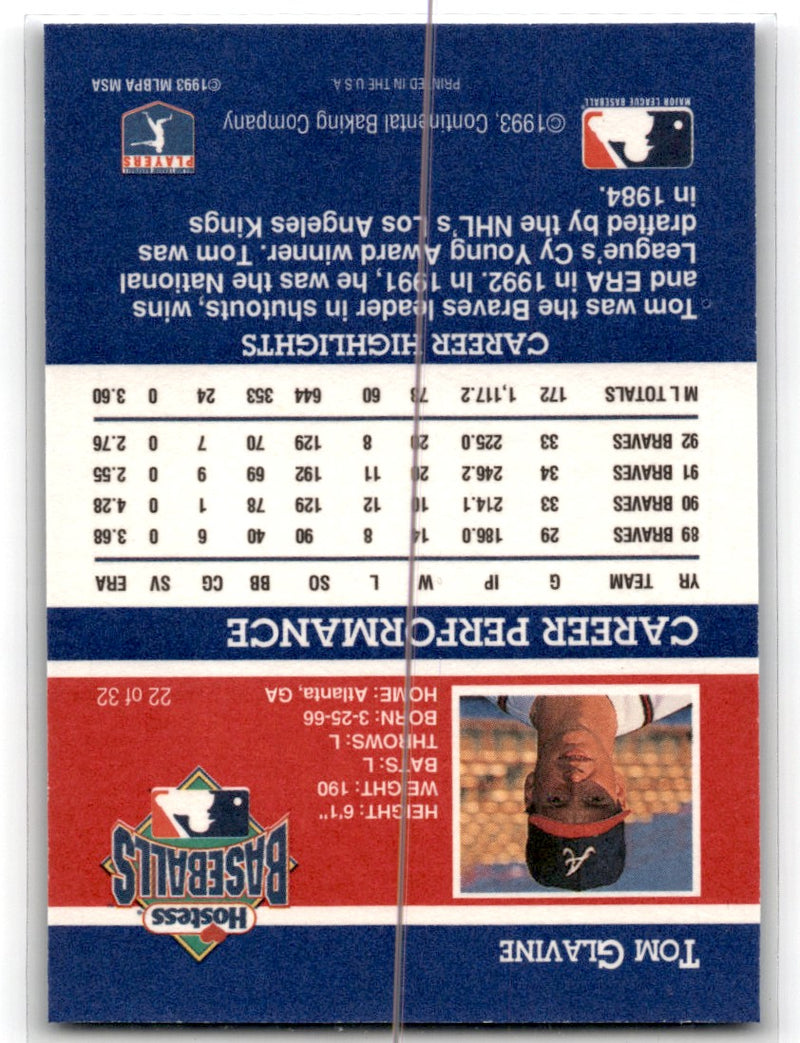 TOM GLAVINE
Hostess™
BASEBALLS
HEIGHT: 6'1"
WEIGHT: 190
BATS: L
THROWS: L
BORN: 3-25-66
HOME: Atlanta, GA
22 of 32
CAREER PERFORMANCE
YR TEAM G IP W L SO BB CG SV ERA
89 BRAVES 29 186.0 14 8 90 40 6 0 3.68
90 BRAVES 33 214.1 10 12 129 78 1 0 4.28
91 BRAVES 34 246.2 20 11 192 69 9 0 2.55
92 BRAVES 33 225.0 20 8 129 70 7 0 2.76
M L TOTALS 172 1,117.2 73 60 644 353 24 0 3.60
CAREER HIGHLIGHTS
Tom was the Braves leader in shutouts, wins,
and ERA in 1992. In 1991, he was the National
League's Cy Young Award winner. Tom was
drafted by the NHL's Los Angeles Kings
in 1984.
MAJOR LEAGUE BASEBALL
©1993, Continental Baking Company
PLAYERS
PRINTED IN THE U.S.A.
©1993 MLBPA MSA